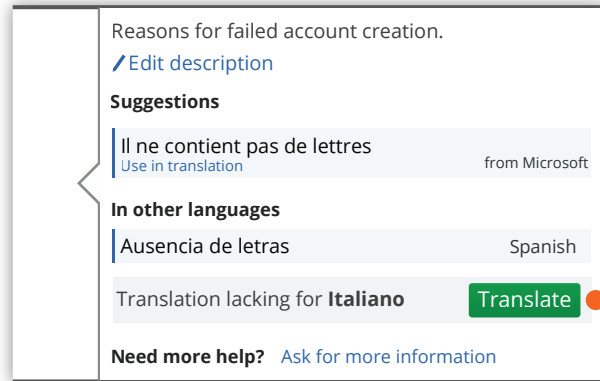 Reasons for failed account creation.
Edit description
Suggestions
Il ne contient pas de lettres
Use in translation
from Microsoft
In other languages
Ausencia de letras Spanish
Translation lacking for Italiano Translate
Need more help? Ask for more information